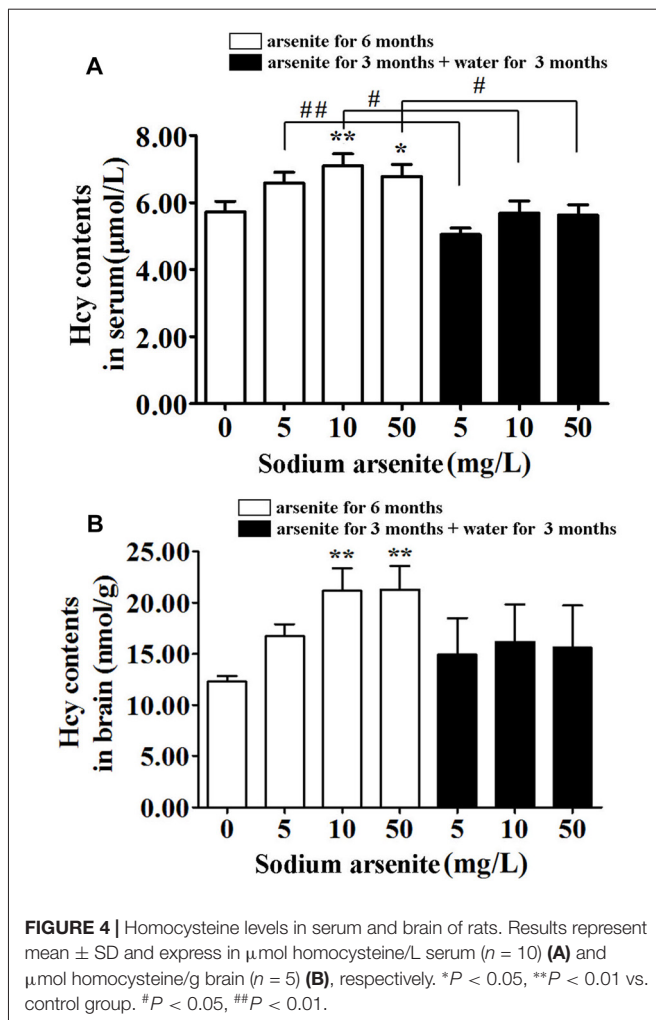 arsenite for 6 months
A
arsenite for 3 months + water for 3 months
#
## #
** *
8.00
6.00
4.00
2.00
0.00
Hcy contents
in serum(μmol/L)
0 5 10 50 5 10 50
Sodium arsenite(mg/L)
arsenite for 6 months
B
arsenite for 3 months + water for 3 months
25.00
** **
20.00
15.00
10.00
5.00
0.00
Hcy contents
in brain (nmol/g)
0 5 10 50 5 10 50
Sodium arsenite(mg/L)
FIGURE 4 | Homocysteine levels in serum and brain of rats. Results represent
mean ± SD and express in μmol homocysteine/L serum (n = 10) (A) and
μmol homocysteine/g brain (n = 5) (B), respectively. *P < 0.05, **P < 0.01 vs.
control group. #P < 0.05, ##P < 0.01.